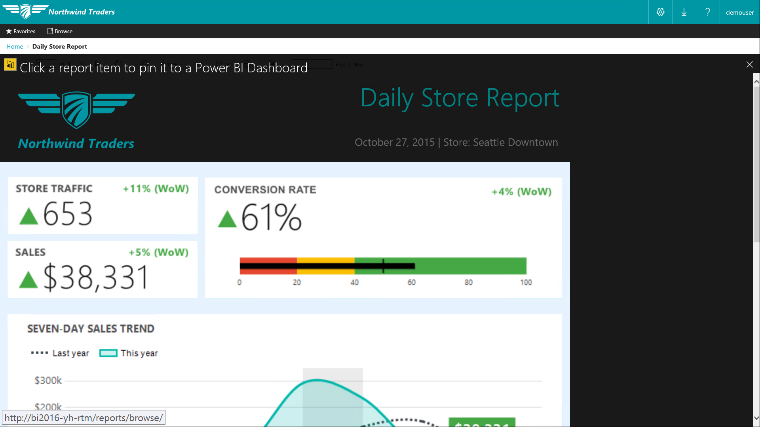 Northwind Traders
demouser
Favorites Browse
Home Daily Store Report
Click a report item to pin it to a Power BI Dashboard
Daily Store Report
Northwind Traders
October 27, 2015 | Store: Seattle Downtown
STORE TRAFFIC +11% (WoW)
653
CONVERSION RATE +4% (WoW)
61%
SALES +5% (WoW)
$38,331
0 20 40 60 80 100
SEVEN-DAY SALES TREND
Last year This year
$300k
$200k
http://bi2016-yh-rtm/reports/browse/